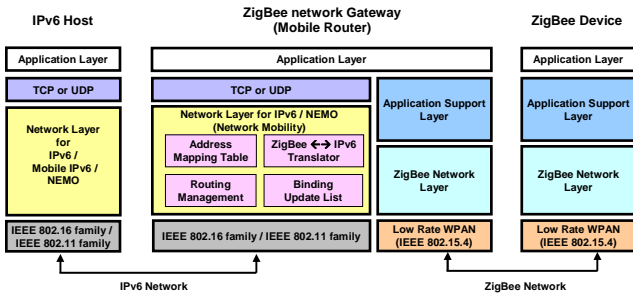 IPv6 Host
ZigBee network Gateway
(Mobile Router)
ZigBee Device
Application Layer
Application Layer
Application Layer
TCP or UDP
TCP or UDP
Application Support
Layer
Application Support
Layer
Network Layer
for
IPv6 /
Mobile IPv6 /
NEMO
Network Layer for IPv6 / NEMO
(Network Mobility)
Address
Mapping Table
ZigBee ←→ IPv6
Translator
Routing
Management
Binding
Update List
ZigBee Network
Layer
ZigBee Network
Layer
IEEE 802.16 family /
IEEE 802.11 family
IEEE 802.16 family / IEEE 802.11 family
Low Rate WPAN
(IEEE 802.15.4)
Low Rate WPAN
(IEEE 802.15.4)
IPv6 Network
ZigBee Network